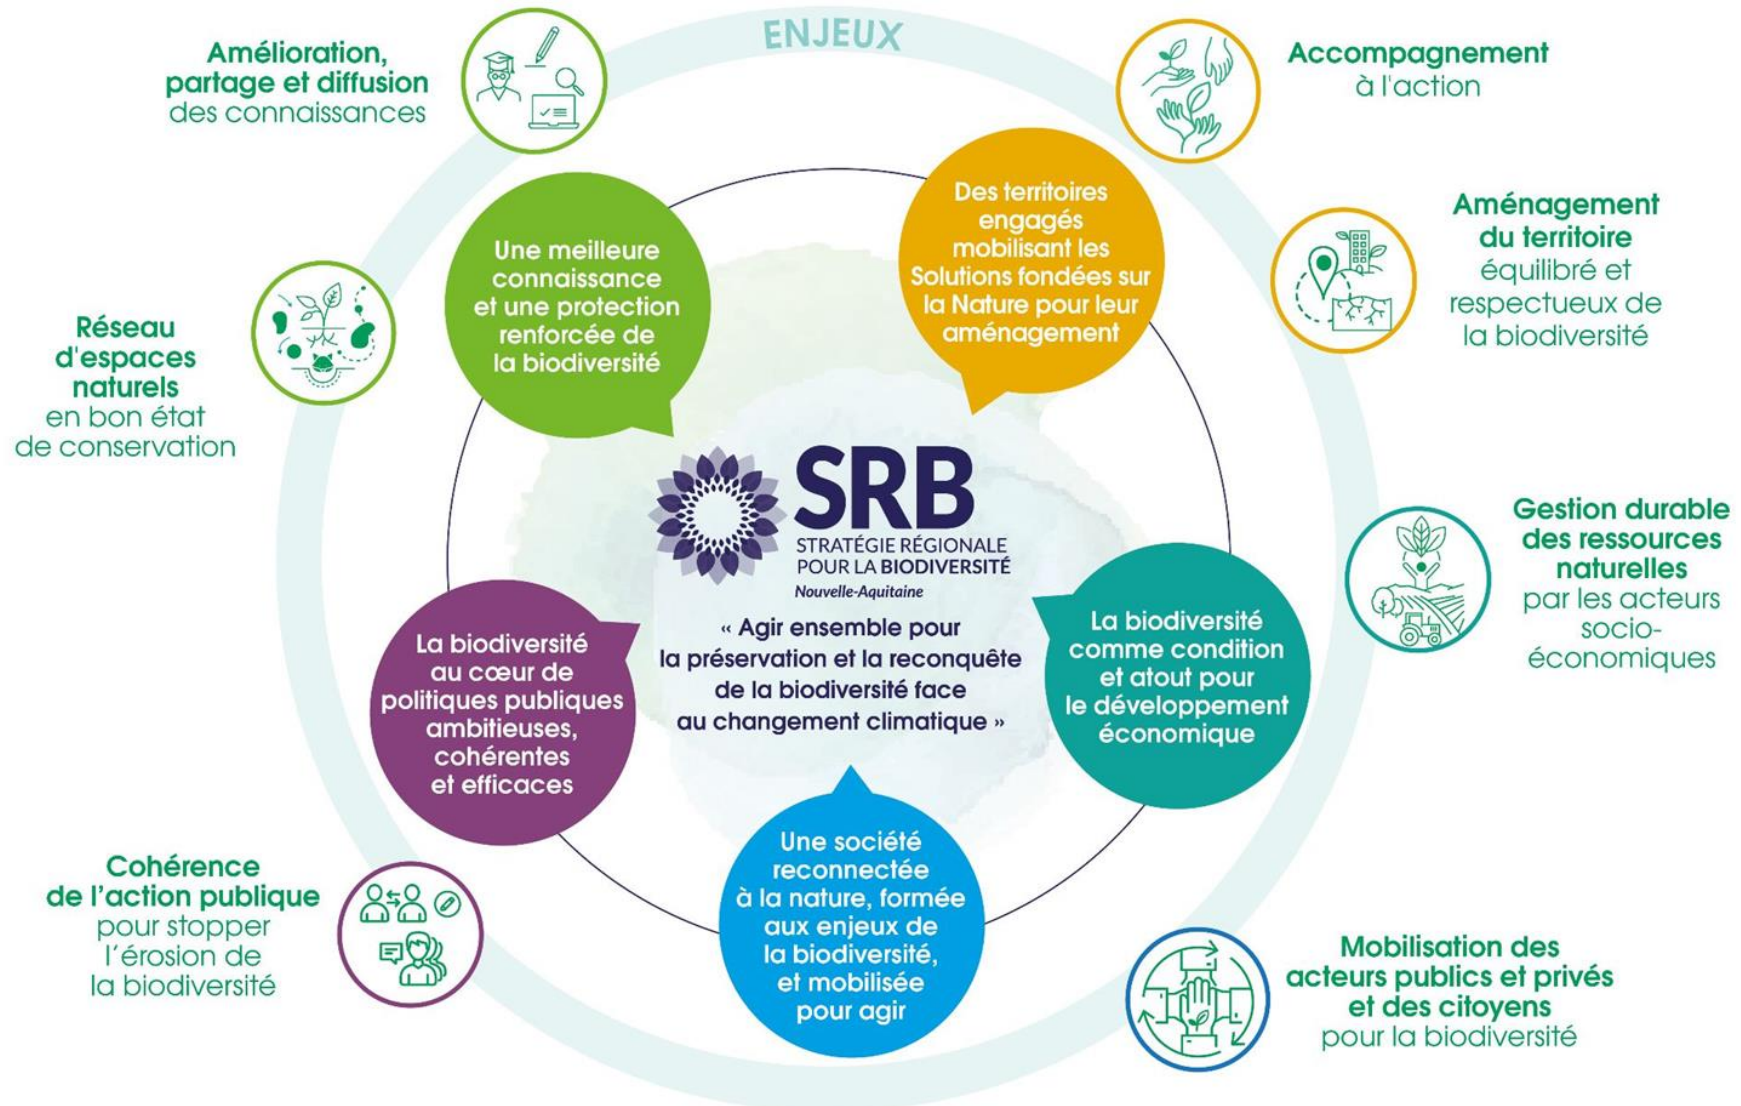 ENJEUX
Amélioration,
partage et diffusion
des connaissances
Accompagnement
à l'action
Réseau
d'espaces
naturels
en bon état
de conservation
Une meilleure
connaissance
et une protection
renforcée de
la biodiversité
Des territoires
engagés
mobilisant les
Solutions fondées sur
la Nature pour leur
aménagement
Aménagement
du territoire
équilibré et
respectueux de
la biodiversité
SRB
STRATÉGIE RÉGIONALE
POUR LA BIODIVERSITÉ
Nouvelle-Aquitaine
« Agir ensemble pour
la préservation et la reconquête
de la biodiversité face
au changement climatique »
Gestion durable
des ressources
naturelles
par les acteurs
socio-
économiques
La biodiversité
au cœur de
politiques publiques
ambitieuses,
cohérentes
et efficaces
La biodiversité
comme condition
et atout pour
le développement
économique
Une société
reconnectée
à la nature, formée
aux enjeux de
la biodiversité,
et mobilisée
pour agir
Cohérence
de l'action publique
pour stopper
l'érosion de
la biodiversité
Mobilisation des
acteurs publics et privés
et des citoyens
pour la biodiversité